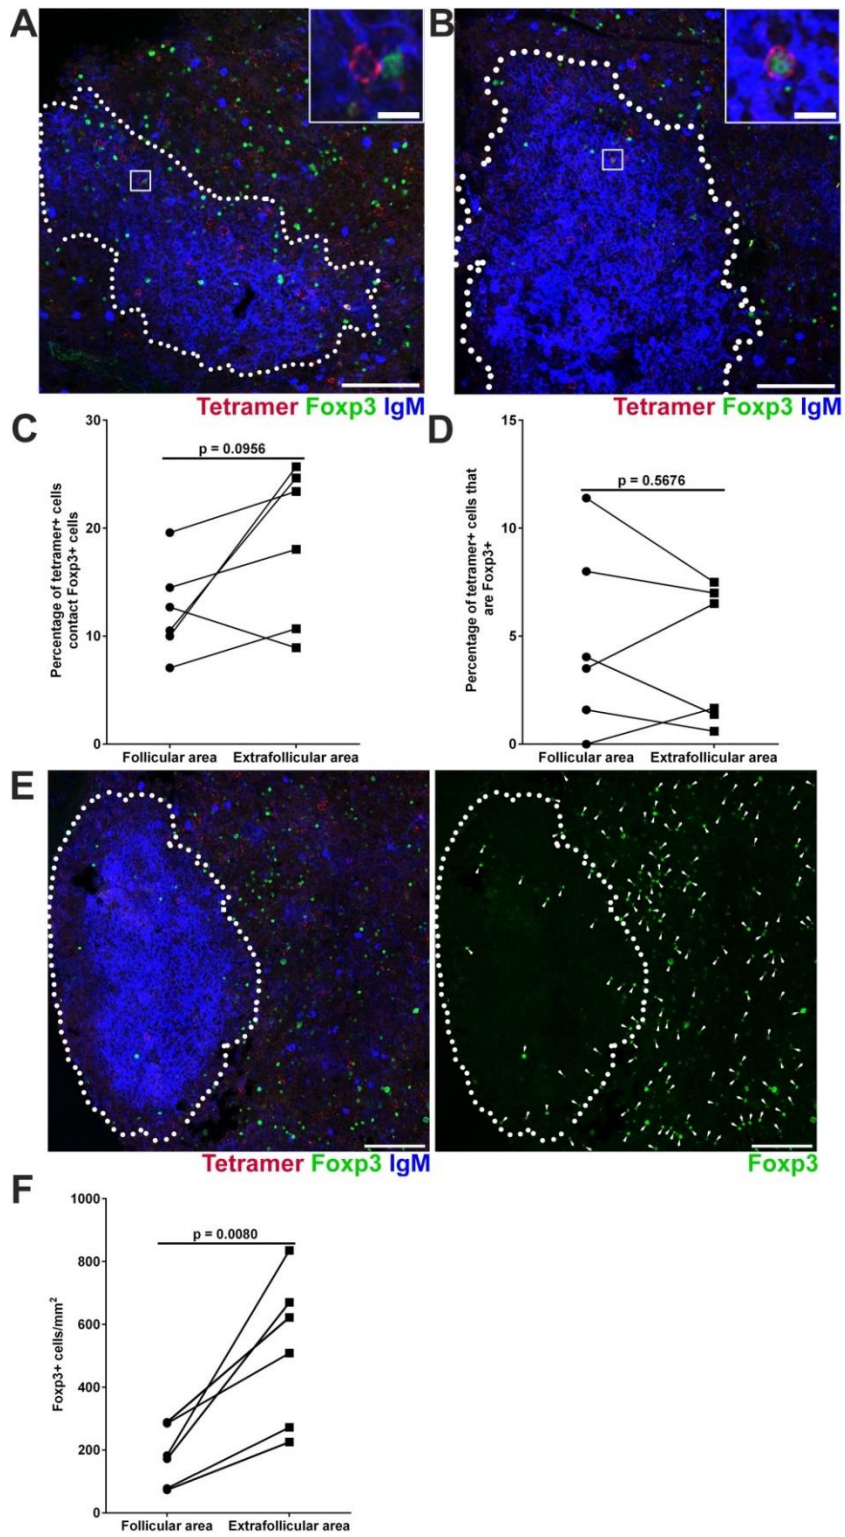 A
B
Tetramer Foxp3 IgM
Tetramer Foxp3 IgM
C
30
20
10
0
Percentage of tetramer+ cells
contact Foxp3+ cells
p = 0.0956
Follicular area
Extrafollicular area
D
15
10
5
0
Percentage of tetramer+ cells that
are Foxp3+
p = 0.5676
Follicular area
Extrafollicular area
E
Tetramer Foxp3 IgM
Foxp3
F
1000
800
600
400
200
0
Foxp3+ cells/mm²
p = 0.0080
Follicular area
Extrafollicular area